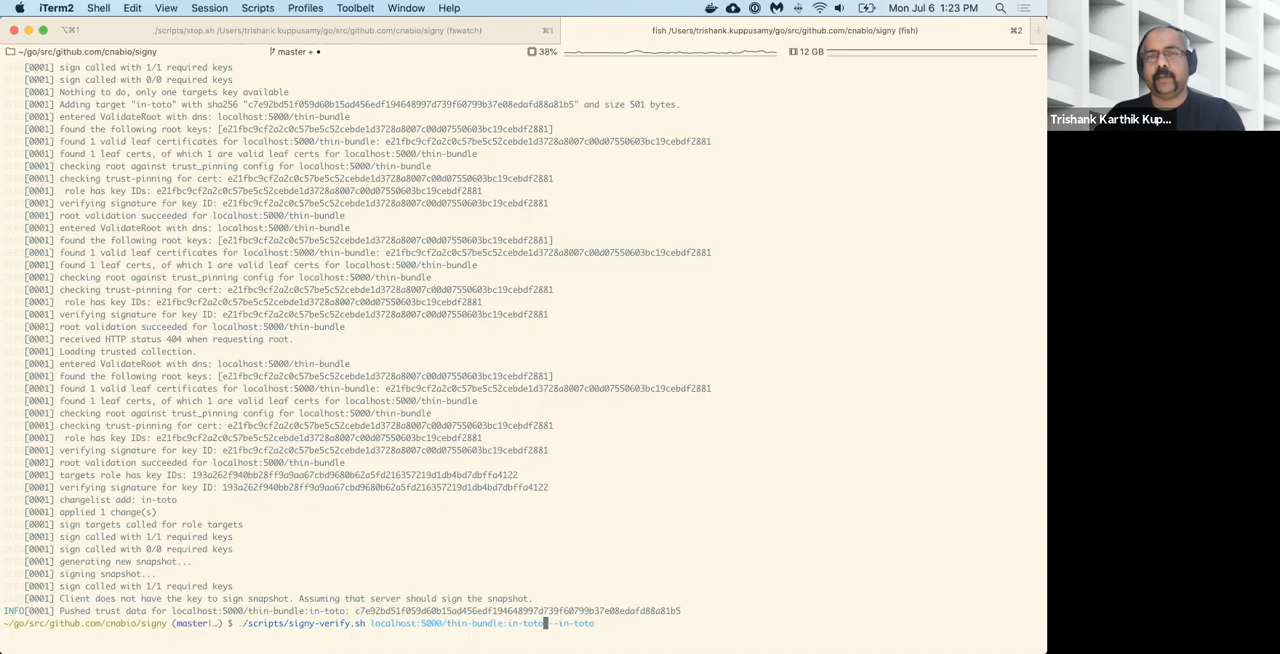 iTerm2 Shell Edit View Session Scripts Profiles Toolbelt Window Help Mon Jul 6 1:23 PM
⌥⌘1 ./scripts/stop.sh /Users/trishank.kuppusamy/go/src/github.com/cnabio/signy (fswatch) ⌘1 fish /Users/trishank.kuppusamy/go/src/github.com/cnabio/signy (fish) ⌘2
~/go/src/github.com/cnabio/signy master + • 38% 12 GB
[0001] sign called with 1/1 required keys
[0001] sign called with 0/0 required keys
[0001] Nothing to do, only one targets key available
[0001] Adding target "in-toto" with sha256 "c7e92bd51f059d60b15ad456edf194648997d739f60799b37e08edafd88a81b5" and size 501 bytes.
[0001] entered ValidateRoot with dns: localhost:5000/thin-bundle
[0001] found the following root keys: [e21fbc9cf2a2c0c57be5c52cebde1d3728a8007c00d07550603bc19cebdf2881]
[0001] found 1 valid leaf certificates for localhost:5000/thin-bundle: e21fbc9cf2a2c0c57be5c52cebde1d3728a8007c00d07550603bc19cebdf2881
[0001] found 1 leaf certs, of which 1 are valid leaf certs for localhost:5000/thin-bundle
[0001] checking root against trust_pinning config for localhost:5000/thin-bundle
[0001] checking trust-pinning for cert: e21fbc9cf2a2c0c57be5c52cebde1d3728a8007c00d07550603bc19cebdf2881
[0001] role has key IDs: e21fbc9cf2a2c0c57be5c52cebde1d3728a8007c00d07550603bc19cebdf2881
[0001] verifying signature for key ID: e21fbc9cf2a2c0c57be5c52cebde1d3728a8007c00d07550603bc19cebdf2881
[0001] root validation succeeded for localhost:5000/thin-bundle
[0001] entered ValidateRoot with dns: localhost:5000/thin-bundle
[0001] found the following root keys: [e21fbc9cf2a2c0c57be5c52cebde1d3728a8007c00d07550603bc19cebdf2881]
[0001] found 1 valid leaf certificates for localhost:5000/thin-bundle: e21fbc9cf2a2c0c57be5c52cebde1d3728a8007c00d07550603bc19cebdf2881
[0001] found 1 leaf certs, of which 1 are valid leaf certs for localhost:5000/thin-bundle
[0001] checking root against trust_pinning config for localhost:5000/thin-bundle
[0001] checking trust-pinning for cert: e21fbc9cf2a2c0c57be5c52cebde1d3728a8007c00d07550603bc19cebdf2881
[0001] role has key IDs: e21fbc9cf2a2c0c57be5c52cebde1d3728a8007c00d07550603bc19cebdf2881
[0001] verifying signature for key ID: e21fbc9cf2a2c0c57be5c52cebde1d3728a8007c00d07550603bc19cebdf2881
[0001] root validation succeeded for localhost:5000/thin-bundle
[0001] received HTTP status 404 when requesting root.
[0001] Loading trusted collection.
[0001] entered ValidateRoot with dns: localhost:5000/thin-bundle
[0001] found the following root keys: [e21fbc9cf2a2c0c57be5c52cebde1d3728a8007c00d07550603bc19cebdf2881]
[0001] found 1 valid leaf certificates for localhost:5000/thin-bundle: e21fbc9cf2a2c0c57be5c52cebde1d3728a8007c00d07550603bc19cebdf2881
[0001] found 1 leaf certs, of which 1 are valid leaf certs for localhost:5000/thin-bundle
[0001] checking root against trust_pinning config for localhost:5000/thin-bundle
[0001] checking trust-pinning for cert: e21fbc9cf2a2c0c57be5c52cebde1d3728a8007c00d07550603bc19cebdf2881
[0001] role has key IDs: e21fbc9cf2a2c0c57be5c52cebde1d3728a8007c00d07550603bc19cebdf2881
[0001] verifying signature for key ID: e21fbc9cf2a2c0c57be5c52cebde1d3728a8007c00d07550603bc19cebdf2881
[0001] root validation succeeded for localhost:5000/thin-bundle
[0001] targets role has key IDs: 193a262f940bb28ff9a9aa67cbd9680b62a5fd216357219d1db4bd7dbffa4122
[0001] verifying signature for key ID: 193a262f940bb28ff9a9aa67cbd9680b62a5fd216357219d1db4bd7dbffa4122
[0001] changelist add: in-toto
[0001] applied 1 change(s)
[0001] sign targets called for role targets
[0001] sign called with 1/1 required keys
[0001] sign called with 0/0 required keys
[0001] generating new snapshot...
[0001] signing snapshot...
[0001] sign called with 1/1 required keys
[0001] Client does not have the key to sign snapshot. Assuming that server should sign the snapshot.
INFO[0001] Pushed trust data for localhost:5000/thin-bundle:in-toto: c7e92bd51f059d60b15ad456edf194648997d739f60799b37e08edafd88a81b5
~/go/src/github.com/cnabio/signy (master|…) $ ./scripts/signy-verify.sh localhost:5000/thin-bundle:in-toto --in-toto
Trishank Karthik Kup...